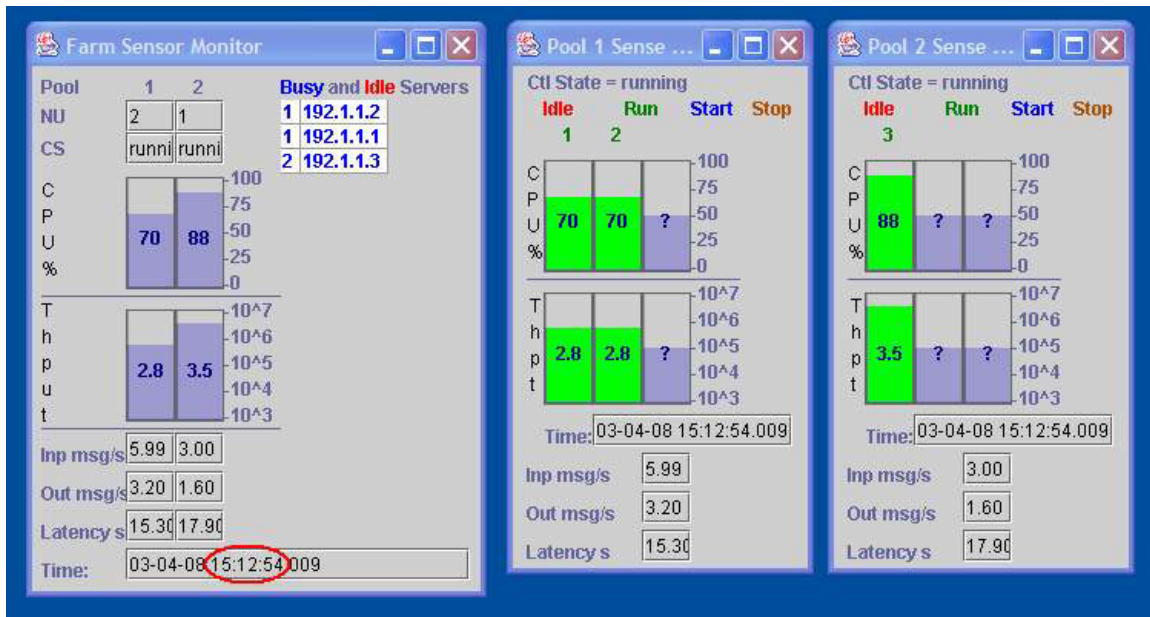 Farm Sensor Monitor
Pool 1 2 Busy and Idle Servers
NU 2 1 1 192.1.1.2
CS runni runni 1 192.1.1.1
2 192.1.1.3
C P U %
100
75
50
25
0
70 88
T h p u t
10^7
10^6
10^5
10^4
10^3
2.8 3.5
Inp msg/s 5.99 3.00
Out msg/s 3.20 1.60
Latency s 15.30 17.90
Time: 03-04-08 15:12:54.009
Pool 1 Sense ...
Ctl State = running
Idle Run Start Stop
1 2
C P U %
70 70 ?
100
75
50
25
0
T h p t
2.8 2.8 ?
10^7
10^6
10^5
10^4
10^3
Time: 03-04-08 15:12:54.009
Inp msg/s 5.99
Out msg/s 3.20
Latency s 15.30
Pool 2 Sense ...
Ctl State = running
Idle Run Start Stop
3
C P U %
88 ? ?
100
75
50
25
0
T h p t
3.5 ? ?
10^7
10^6
10^5
10^4
10^3
Time: 03-04-08 15:12:54.009
Inp msg/s 3.00
Out msg/s 1.60
Latency s 17.90